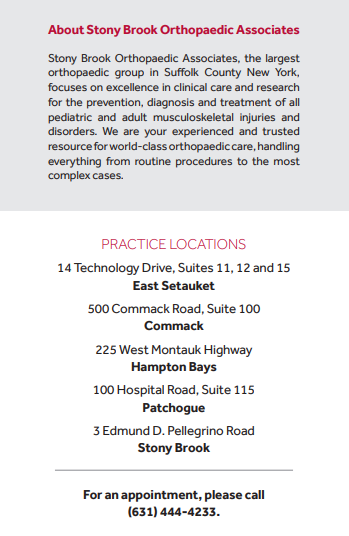 About Stony Brook Orthopaedic Associates
Stony Brook Orthopaedic Associates, the largest
orthopaedic group in Suffolk County New York,
focuses on excellence in clinical care and research
for the prevention, diagnosis and treatment of all
pediatric and adult musculoskeletal injuries and
disorders. We are your experienced and trusted
resource for world-class orthopaedic care, handling
everything from routine procedures to the most
complex cases.
PRACTICE LOCATIONS
14 Technology Drive, Suites 11, 12 and 15
East Setauket
500 Commack Road, Suite 100
Commack
225 West Montauk Highway
Hampton Bays
100 Hospital Road, Suite 115
Patchogue
3 Edmund D. Pellegrino Road
Stony Brook
For an appointment, please call
(631) 444-4233.